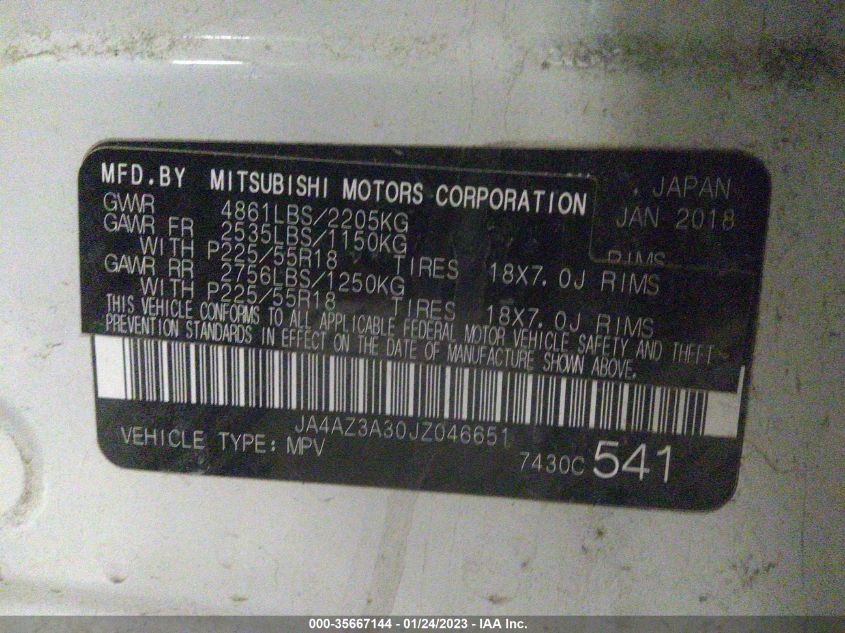 MFD.BY MITSUBISHI MOTORS CORPORATION
. JAPAN
JAN 2018
GWR 4861LBS/2205KG
GAWR FR 2535LBS/1150KG
RIMS
WITH P225/55R18 TIRES 18X7.0J RIMS
GAWR RR 2756LBS/1250KG
WITH P225/55R18 TIRES 18X7.0J RIMS
THIS VEHICLE CONFORMS TO ALL APPLICABLE FEDERAL MOTOR VEHICLE SAFETY AND THEFT
PREVENTION STANDARDS IN EFFECT ON THE DATE OF MANUFACTURE SHOWN ABOVE.
JA4AZ3A30JZ046651
VEHICLE TYPE: MPV 7430C 541
000-35667144 - 01/24/2023 - IAA Inc.